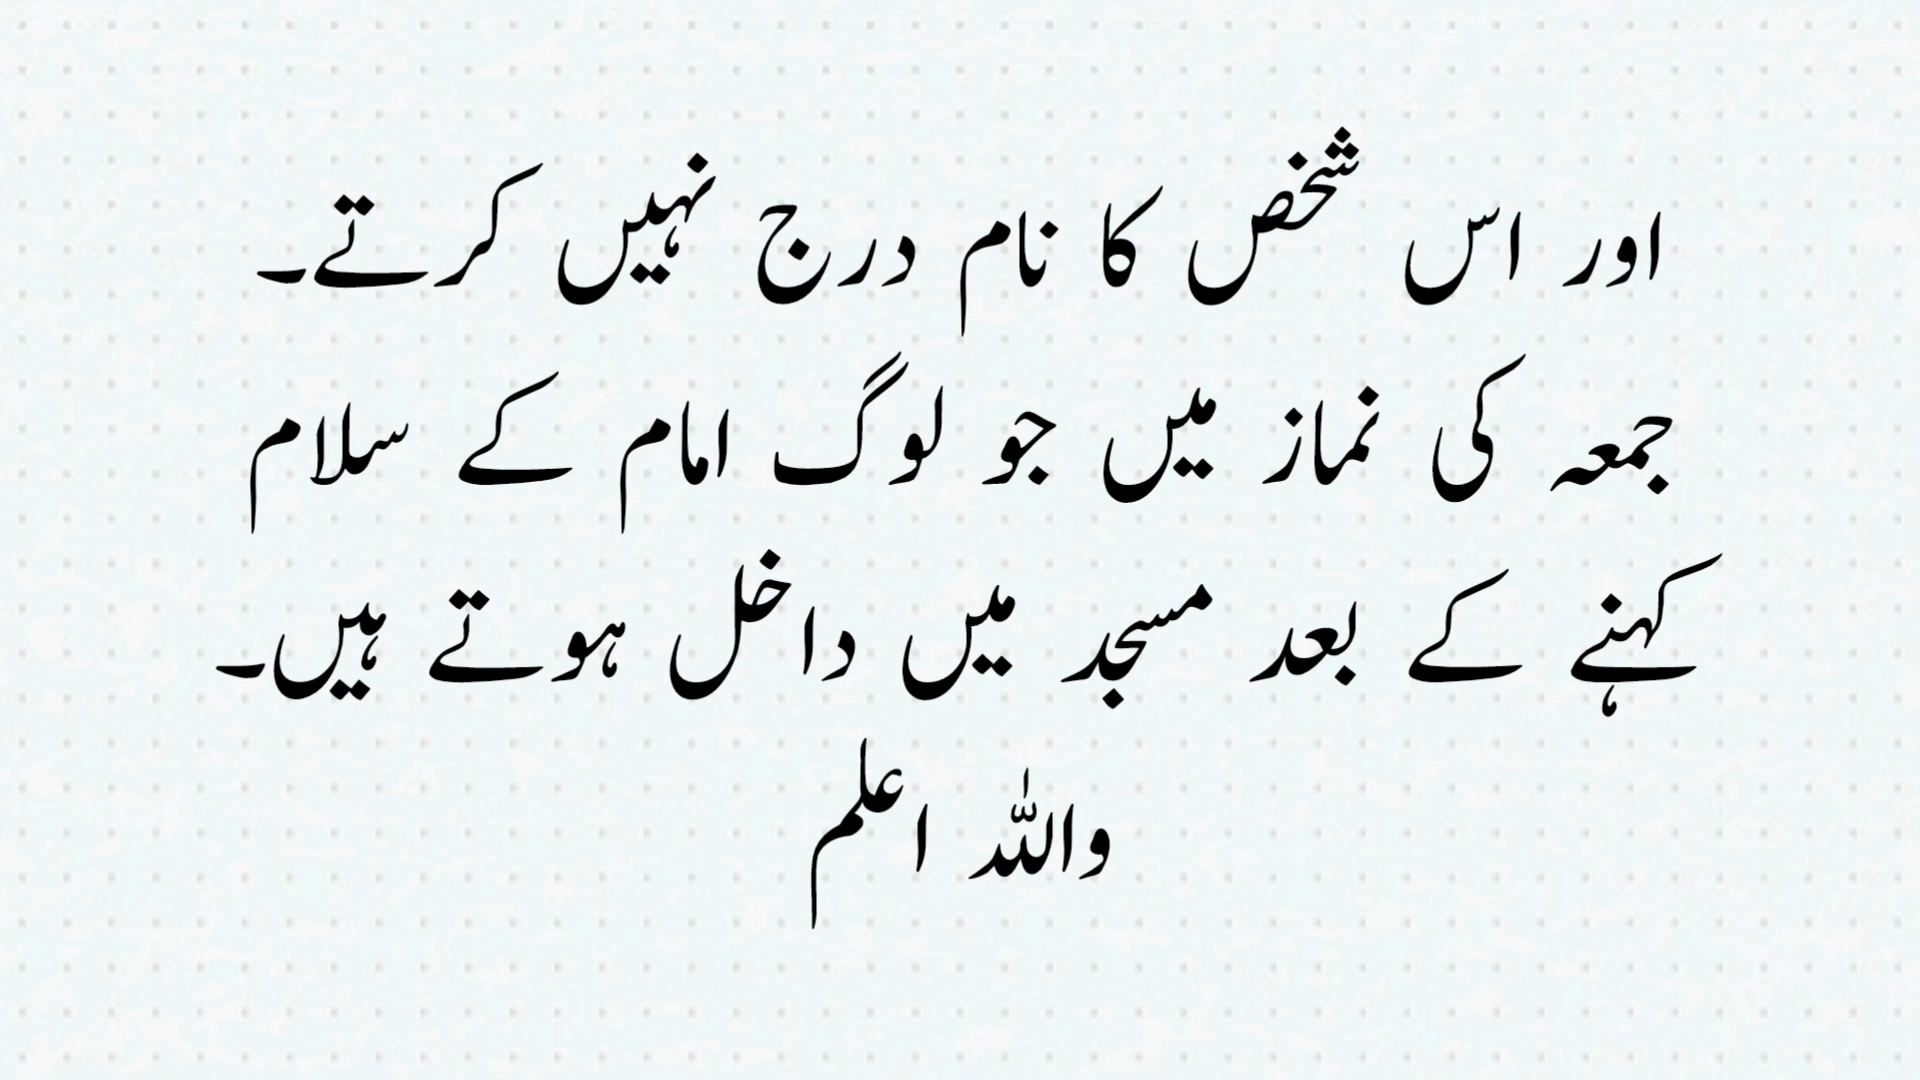 اور اس شخص کا نام درج نہیں کرتے۔
جمعہ کی نماز میں جو لوگ امام کے سلام
کہنے کے بعد مسجد میں داخل ہوتے ہیں۔
واللہ اعلم